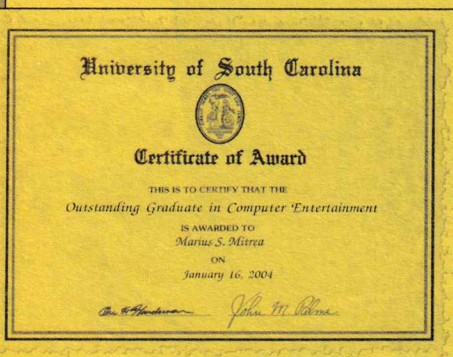 University of South Carolina
Certificate of Award
THIS IS TO CERTIFY THAT THE
Outstanding Graduate in Computer Entertainment
IS AWARDED TO
Marius S. Mitrea
ON
January 16, 2004
John M. Palms